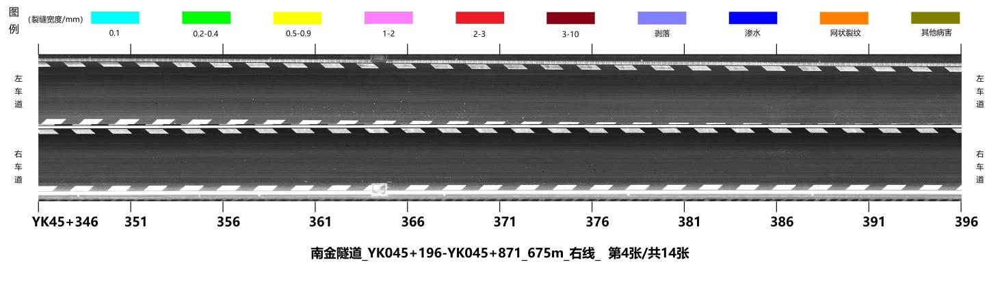 图例
(裂缝宽度/mm)
0.1
0.2-0.4
0.5-0.9
1-2
2-3
3-10
剥落
渗水
网状裂纹
其他病害
左车道
左车道
右车道
右车道
YK45+346 351 356 361 366 371 376 381 386 391 396
南金隧道_YK045+196-YK045+871_675m_右线_ 第4张/共14张